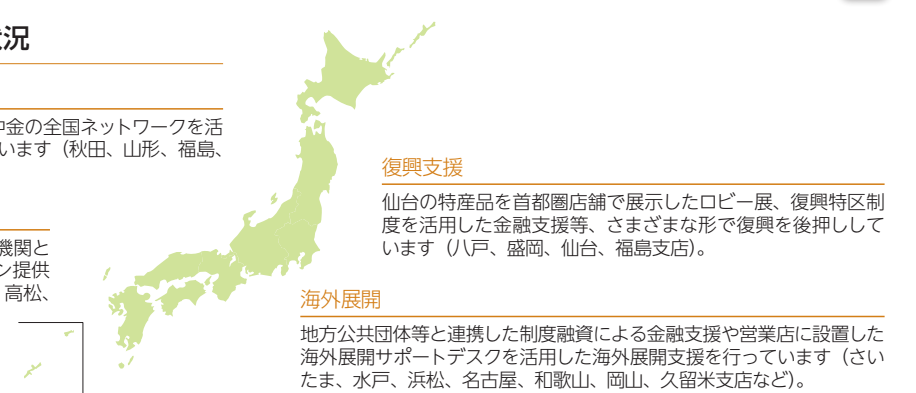 況
中金の全国ネットワークを活
います（秋田、山形、福島、
機関と
ン提供
高松、
復興支援
仙台の特産品を首都圏店舗で展示したロビー展、復興特区制
度を活用した金融支援等、さまざまな形で復興を後押しして
います（八戸、盛岡、仙台、福島支店）。
海外展開
地方公共団体等と連携した制度融資による金融支援や営業店に設置した
海外展開サポートデスクを活用した海外展開支援を行っています（さい
たま、水戸、浜松、名古屋、和歌山、岡山、久留米支店など）。